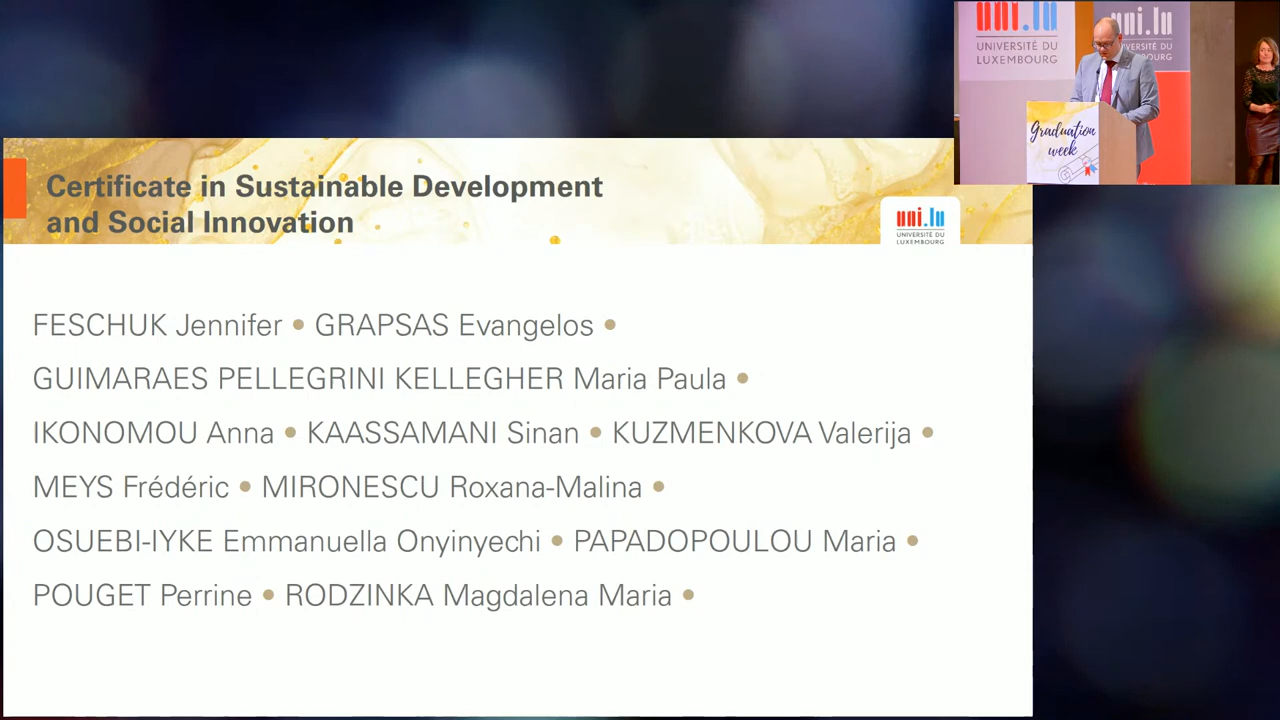 uni.lu
UNIVERSITÉ DU
LUXEMBOURG
uni.lu
Graduation
week
Certificate in Sustainable Development
and Social Innovation
uni.lu
UNIVERSITÉ DU
LUXEMBOURG
FESCHUK Jennifer • GRAPSAS Evangelos •
GUIMARAES PELLEGRINI KELLEGHER Maria Paula •
IKONOMOU Anna • KAASSAMANI Sinan • KUZMENKOVA Valerija •
MEYS Frédéric • MIRONESCU Roxana-Malina •
OSUEBI-IYKE Emmanuella Onyinyechi • PAPADOPOULOU Maria •
POUGET Perrine • RODZINKA Magdalena Maria •